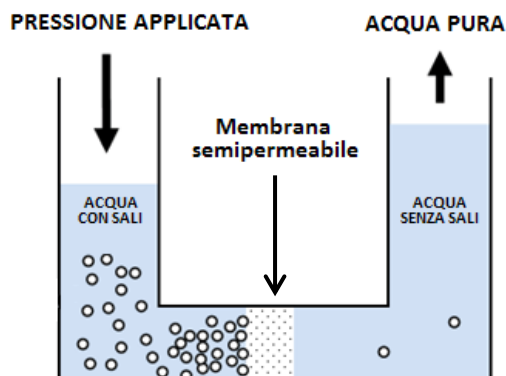 PRESSIONE APPLICATA
ACQUA PURA
Membrana
semipermeabile
ACQUA
CON SALI
ACQUA
SENZA SALI